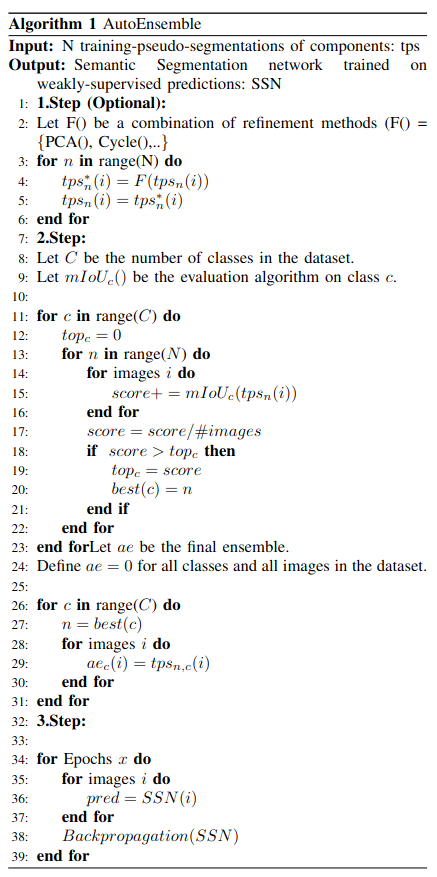 Algorithm 1 AutoEnsemble
Input: N training-pseudo-segmentations of components: tps
Output: Semantic Segmentation network trained on
weakly-supervised predictions: SSN
1: 1.Step (Optional):
2: Let F() be a combination of refinement methods (F() =
{PCA(), Cycle(),..}
3: for n in range(N) do
4: tps*_n(i) = F(tps_n(i))
5: tps_n(i) = tps*_n(i)
6: end for
7: 2.Step:
8: Let C be the number of classes in the dataset.
9: Let mIoU_c() be the evaluation algorithm on class c.
10:
11: for c in range(C) do
12: top_c = 0
13: for n in range(N) do
14: for images i do
15: score+ = mIoU_c(tps_n(i))
16: end for
17: score = score/#images
18: if score > top_c then
19: top_c = score
20: best(c) = n
21: end if
22: end for
23: end forLet ae be the final ensemble.
24: Define ae = 0 for all classes and all images in the dataset.
25:
26: for c in range(C) do
27: n = best(c)
28: for images i do
29: ae_c(i) = tps_{n,c}(i)
30: end for
31: end for
32: 3.Step:
33:
34: for Epochs x do
35: for images i do
36: pred = SSN(i)
37: end for
38: Backpropagation(SSN)
39: end for